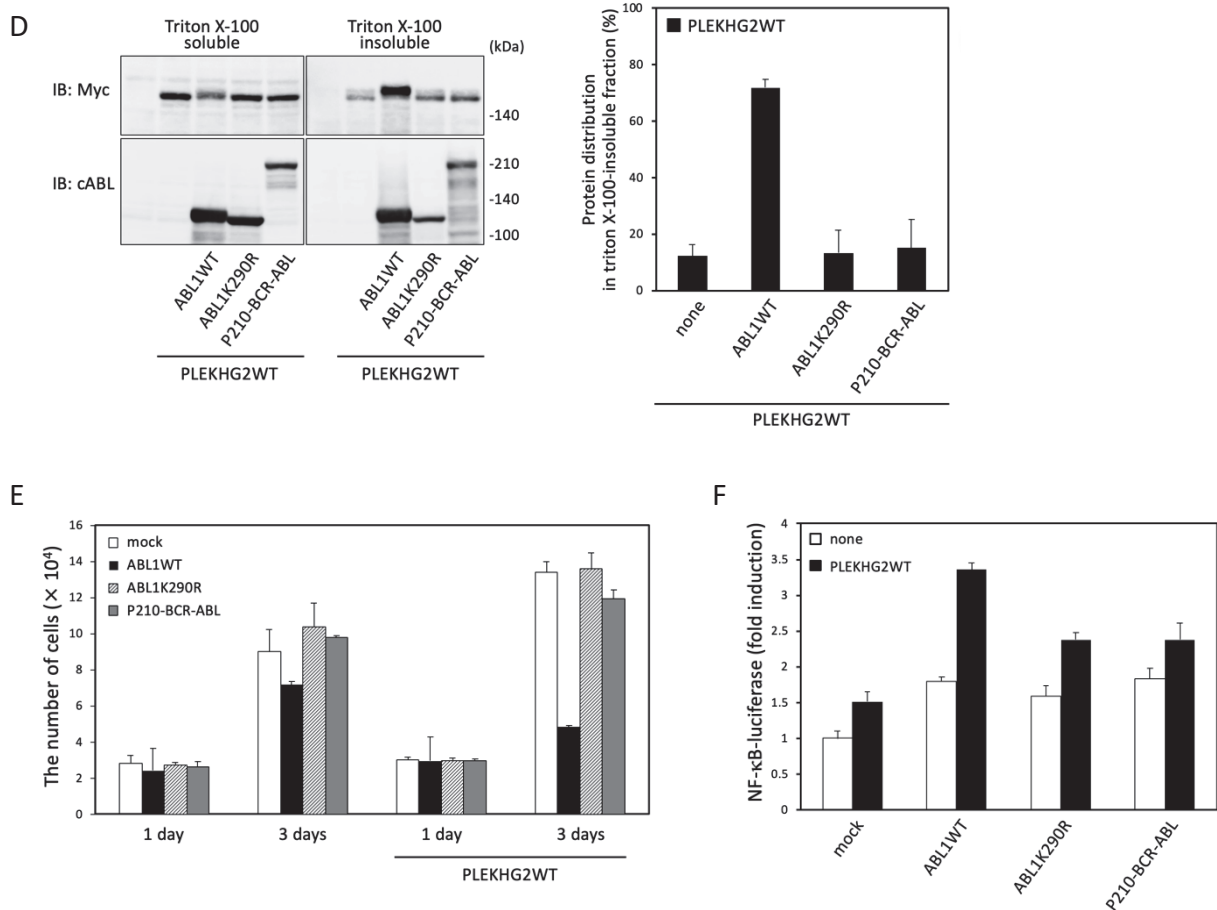 D
Triton X-100
soluble
Triton X-100
insoluble
(kDa)
IB: Myc
-140
IB: cABL
-210
-140
-100
ABL1WT
ABL1K290R
P210-BCR-ABL
ABL1WT
ABL1K290R
P210-BCR-ABL
PLEKHG2WT
PLEKHG2WT
Protein distribution
in triton X-100-insoluble fraction (%)
100
80
60
40
20
0
PLEKHG2WT
none
ABL1WT
ABL1K290R
P210-BCR-ABL
PLEKHG2WT
E
The number of cells (× 10⁴)
16
14
12
10
8
6
4
2
0
mock
ABL1WT
ABL1K290R
P210-BCR-ABL
1 day
3 days
1 day
3 days
PLEKHG2WT
F
NF-κB-luciferase (fold induction)
4
3.5
3
2.5
2
1.5
1
0.5
0
none
PLEKHG2WT
mock
ABL1WT
ABL1K290R
P210-BCR-ABL